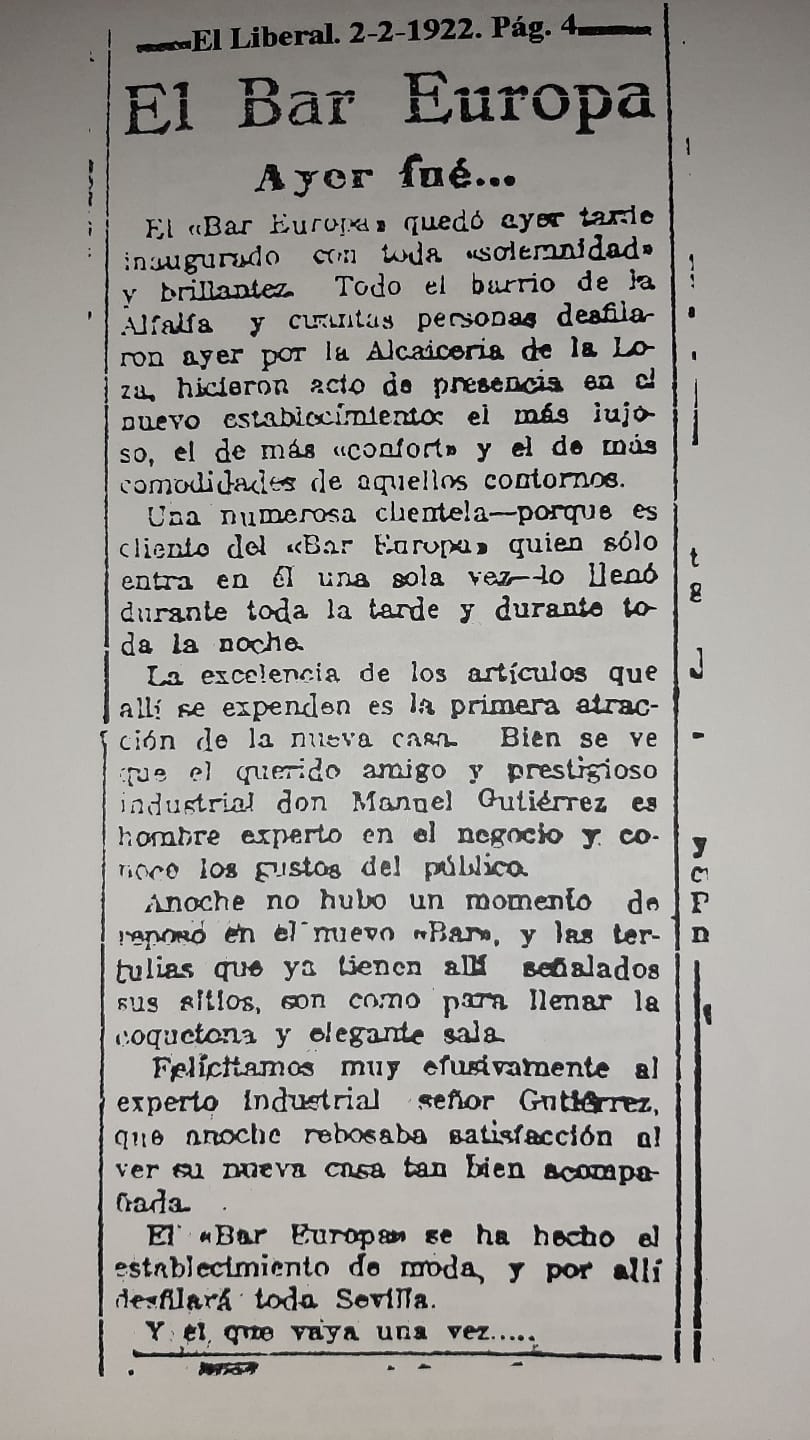 El Liberal. 2-2-1922. Pág. 4
El Bar Europa
Ayer fué...
El «Bar Europa» quedó ayer tarde
inaugurado con toda «solemnidad»
y brillantez. Todo el barrio de la
Alfalfa y cuantas personas desfila-
ron ayer por la Alcaicería de la Lo-
za, hicieron acto de presencia en el
nuevo establecimiento: el más lujo-
so, el de más «confort» y el de más
comodidades de aquellos contornos.
Una numerosa clientela—porque es
cliente del «Bar Europa» quien sólo
entra en él una sola vez—lo llenó
durante toda la tarde y durante to-
da la noche.
La excelencia de los artículos que
allí se expenden es la primera atrac-
ción de la nueva casa. Bien se ve
que el querido amigo y prestigioso
industrial don Manuel Gutiérrez es
hombre experto en el negocio y co-
noce los gustos del público.
Anoche no hubo un momento de
reposo en el nuevo «Bar», y las ter-
tulias que ya tienen allí señalados
sus sitios, son como para llenar la
coquetona y elegante sala.
Felicitamos muy efusivamente al
experto industrial señor Gutiérrez,
que anoche rebosaba satisfacción al
ver su nueva casa tan bien acompa-
ñada.
El «Bar Europa» se ha hecho el
establecimiento de moda, y por allí
desfilará toda Sevilla.
Y el que vaya una vez.....